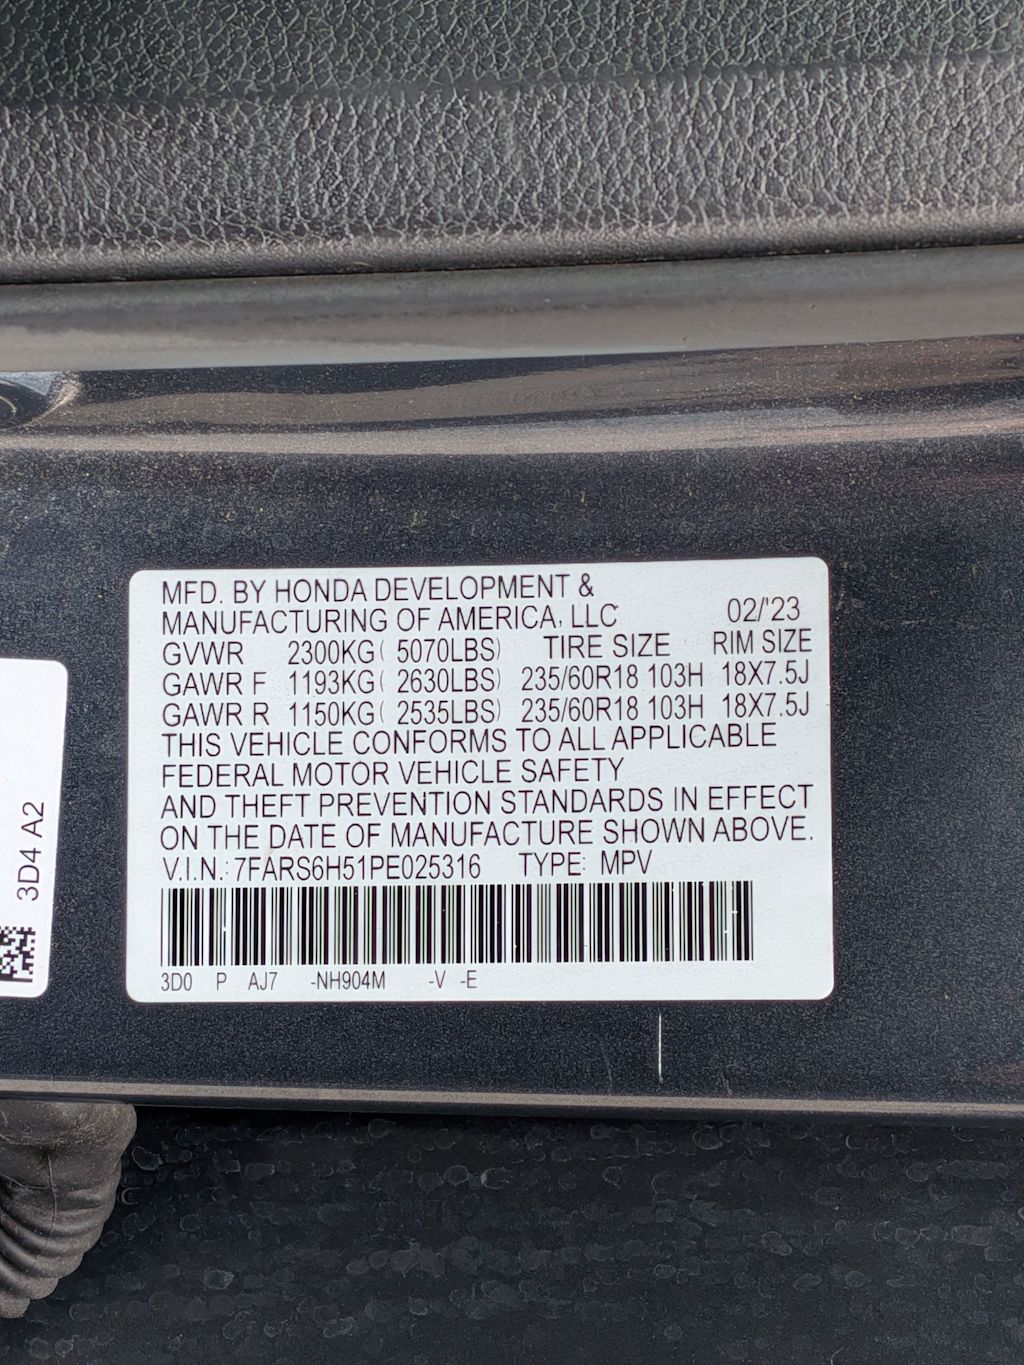 MFD. BY HONDA DEVELOPMENT &
MANUFACTURING OF AMERICA, LLC 02/'23
GVWR 2300KG( 5070LBS) TIRE SIZE RIM SIZE
GAWR F 1193KG( 2630LBS) 235/60R18 103H 18X7.5J
GAWR R 1150KG( 2535LBS) 235/60R18 103H 18X7.5J
THIS VEHICLE CONFORMS TO ALL APPLICABLE
FEDERAL MOTOR VEHICLE SAFETY
AND THEFT PREVENTION STANDARDS IN EFFECT
ON THE DATE OF MANUFACTURE SHOWN ABOVE.
V.I.N.: 7FARS6H51PE025316 TYPE: MPV
3D0 P AJ7 -NH904M -V -E
3D4 A2